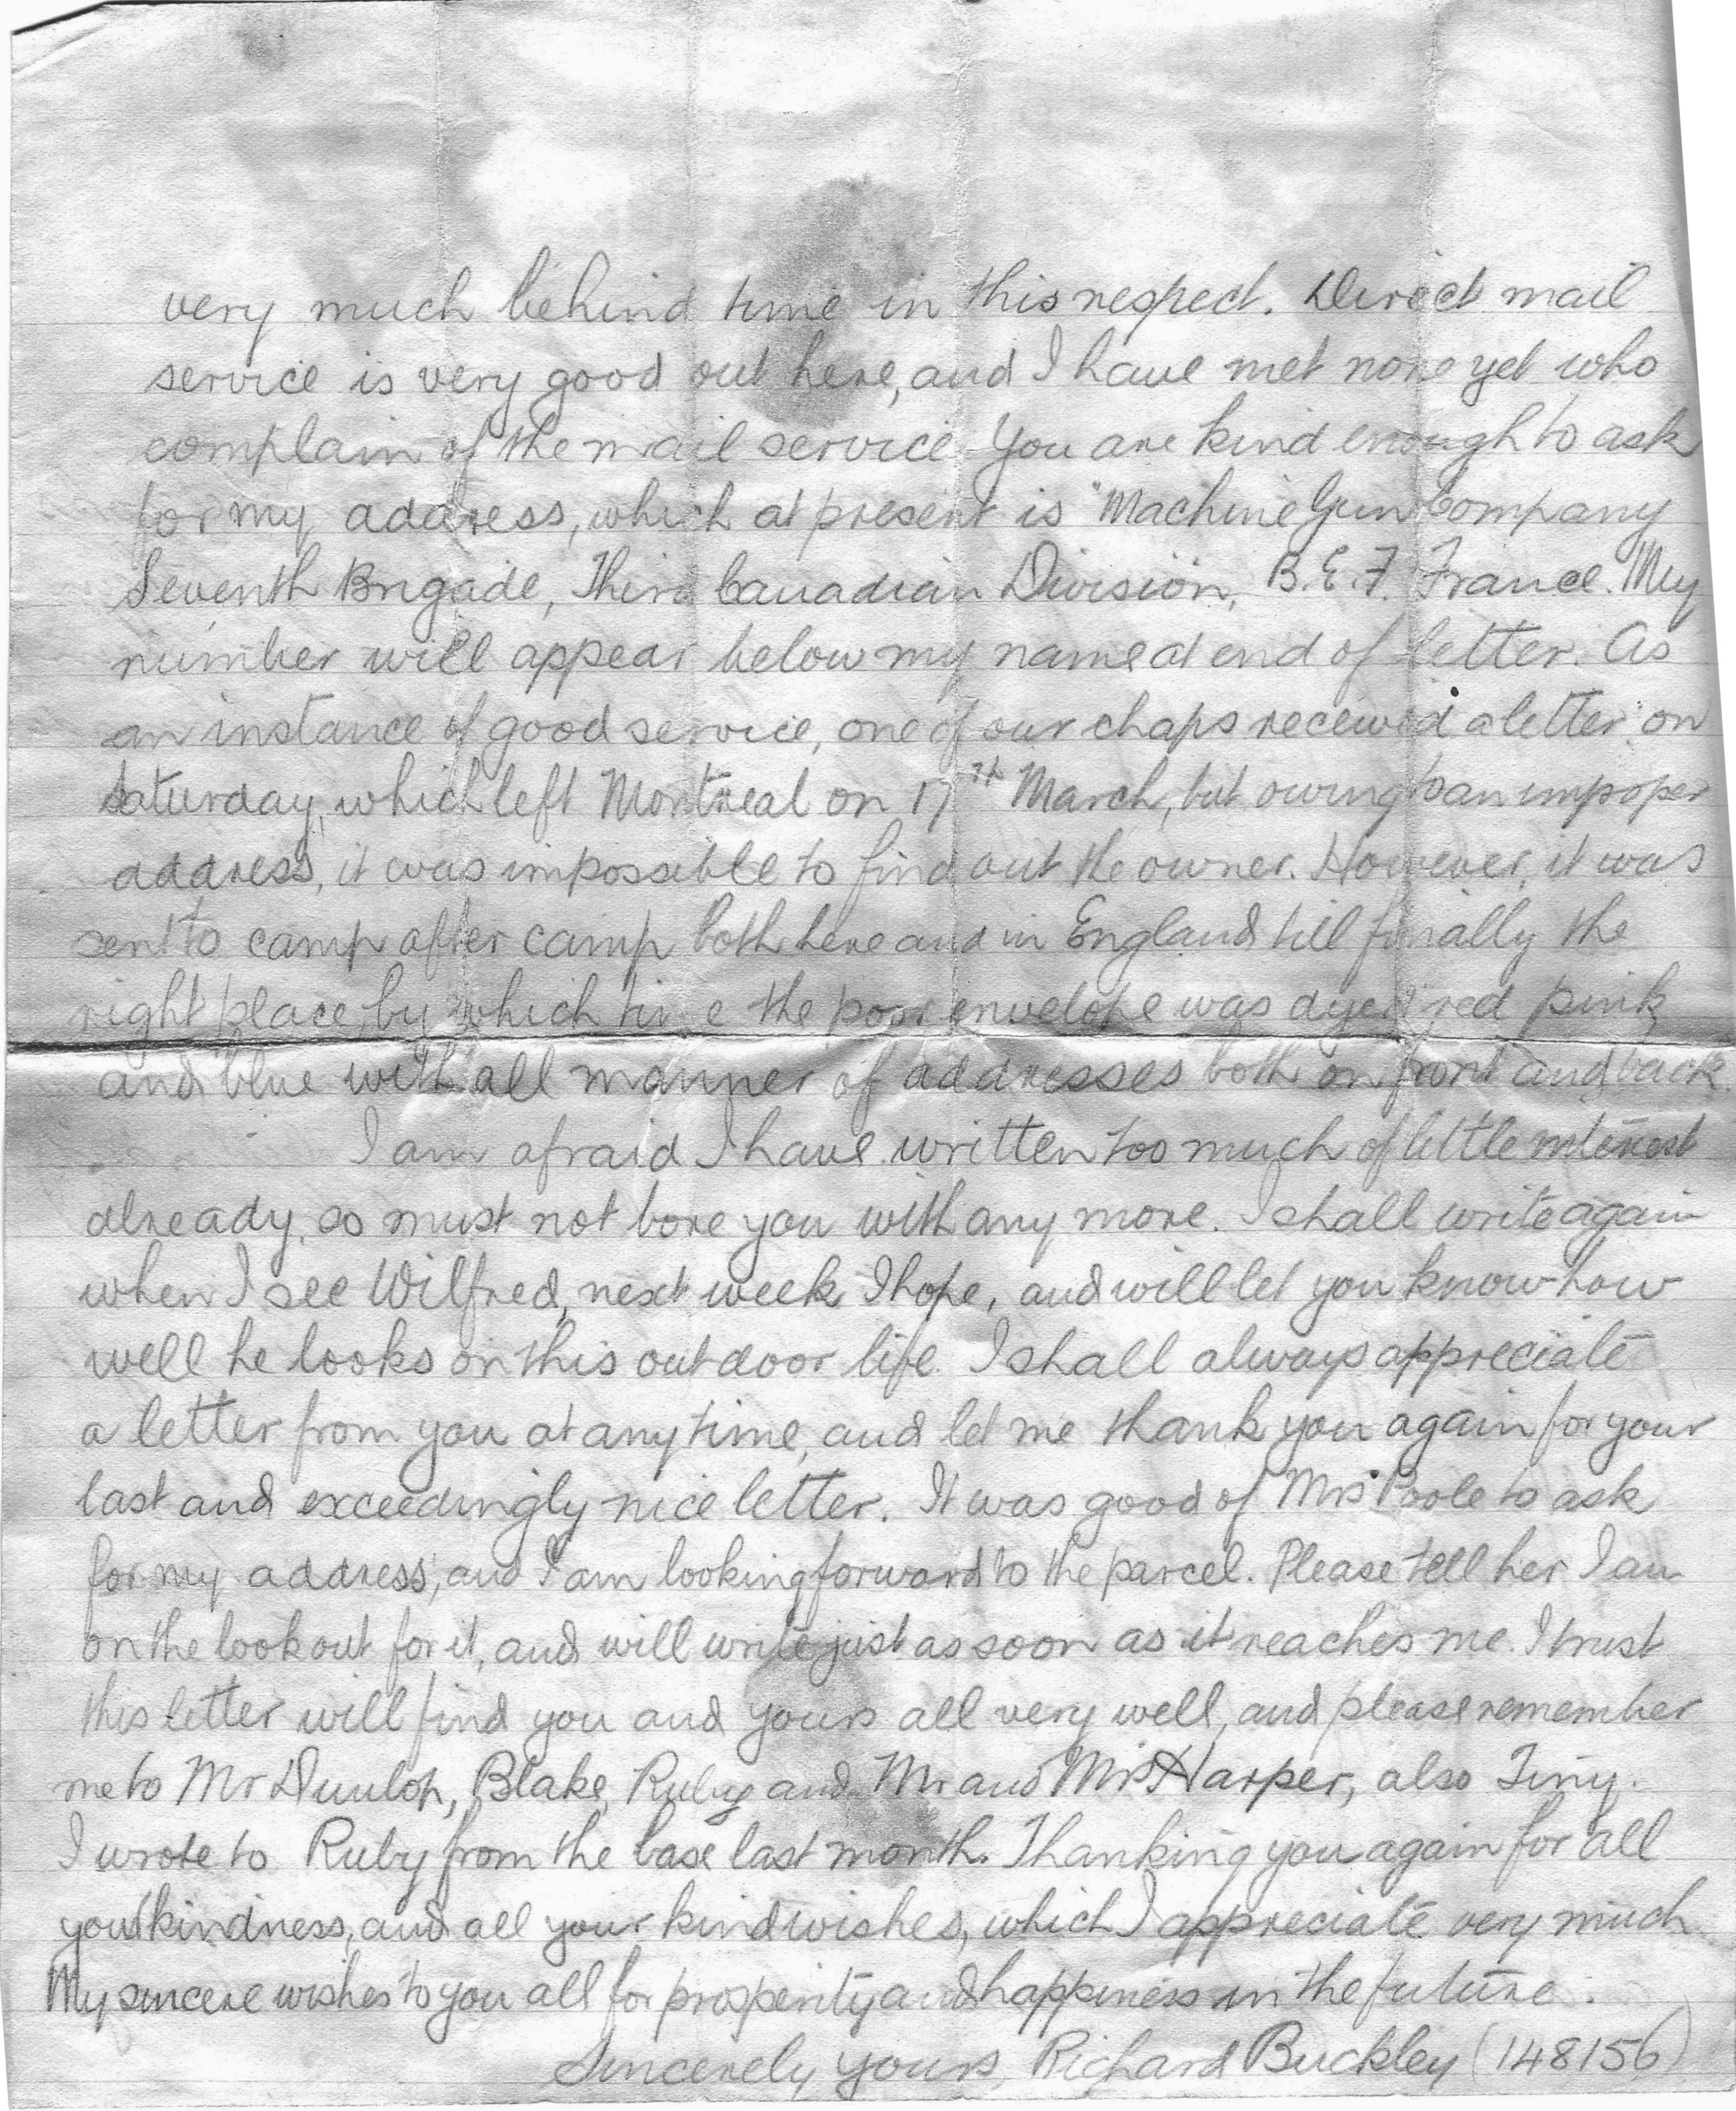 very much behind time in this respect. Direct mail
service is very good out here, and I have met none yet who
complain of the mail service. You are kind enough to ask
for my address, which at present is "Machine Gun Company
Seventh Brigade, Third Canadian Division, B.E.F. France. My
number will appear below my name at end of letter. As
an instance of good service, one of our chaps received a letter on
Saturday, which left Montreal on 17th March, but owing to an improper
address, it was impossible to find out the owner. However, it was
sent to camp after camp both here and in England till finally the
right place, by which time the poor envelope was dyed red pink
and blue with all manner of addresses both on front and back
I am afraid I have written too much of little interest
already, so must not bore you with any more. I shall write again
when I see Wilfred, next week I hope, and will let you know how
well he looks on this outdoor life. I shall always appreciate
a letter from you at any time, and let me thank you again for your
last and exceedingly nice letter. It was good of Mrs Poole to ask
for my address, and I am looking forward to the parcel. Please tell her I am
on the lookout for it, and will write just as soon as it reaches me. I trust
this letter will find you and yours all very well, and please remember
me to Mr Dunlop, Blake, Ruby and Mr and Mrs Harper, also Tiny.
I wrote to Ruby from the base last month. Thanking you again for all
your kindness, and all your kind wishes, which I appreciate very much
My sincere wishes to you all for prosperity and happiness in the future.
Sincerely yours, Richard Buckley (148156)